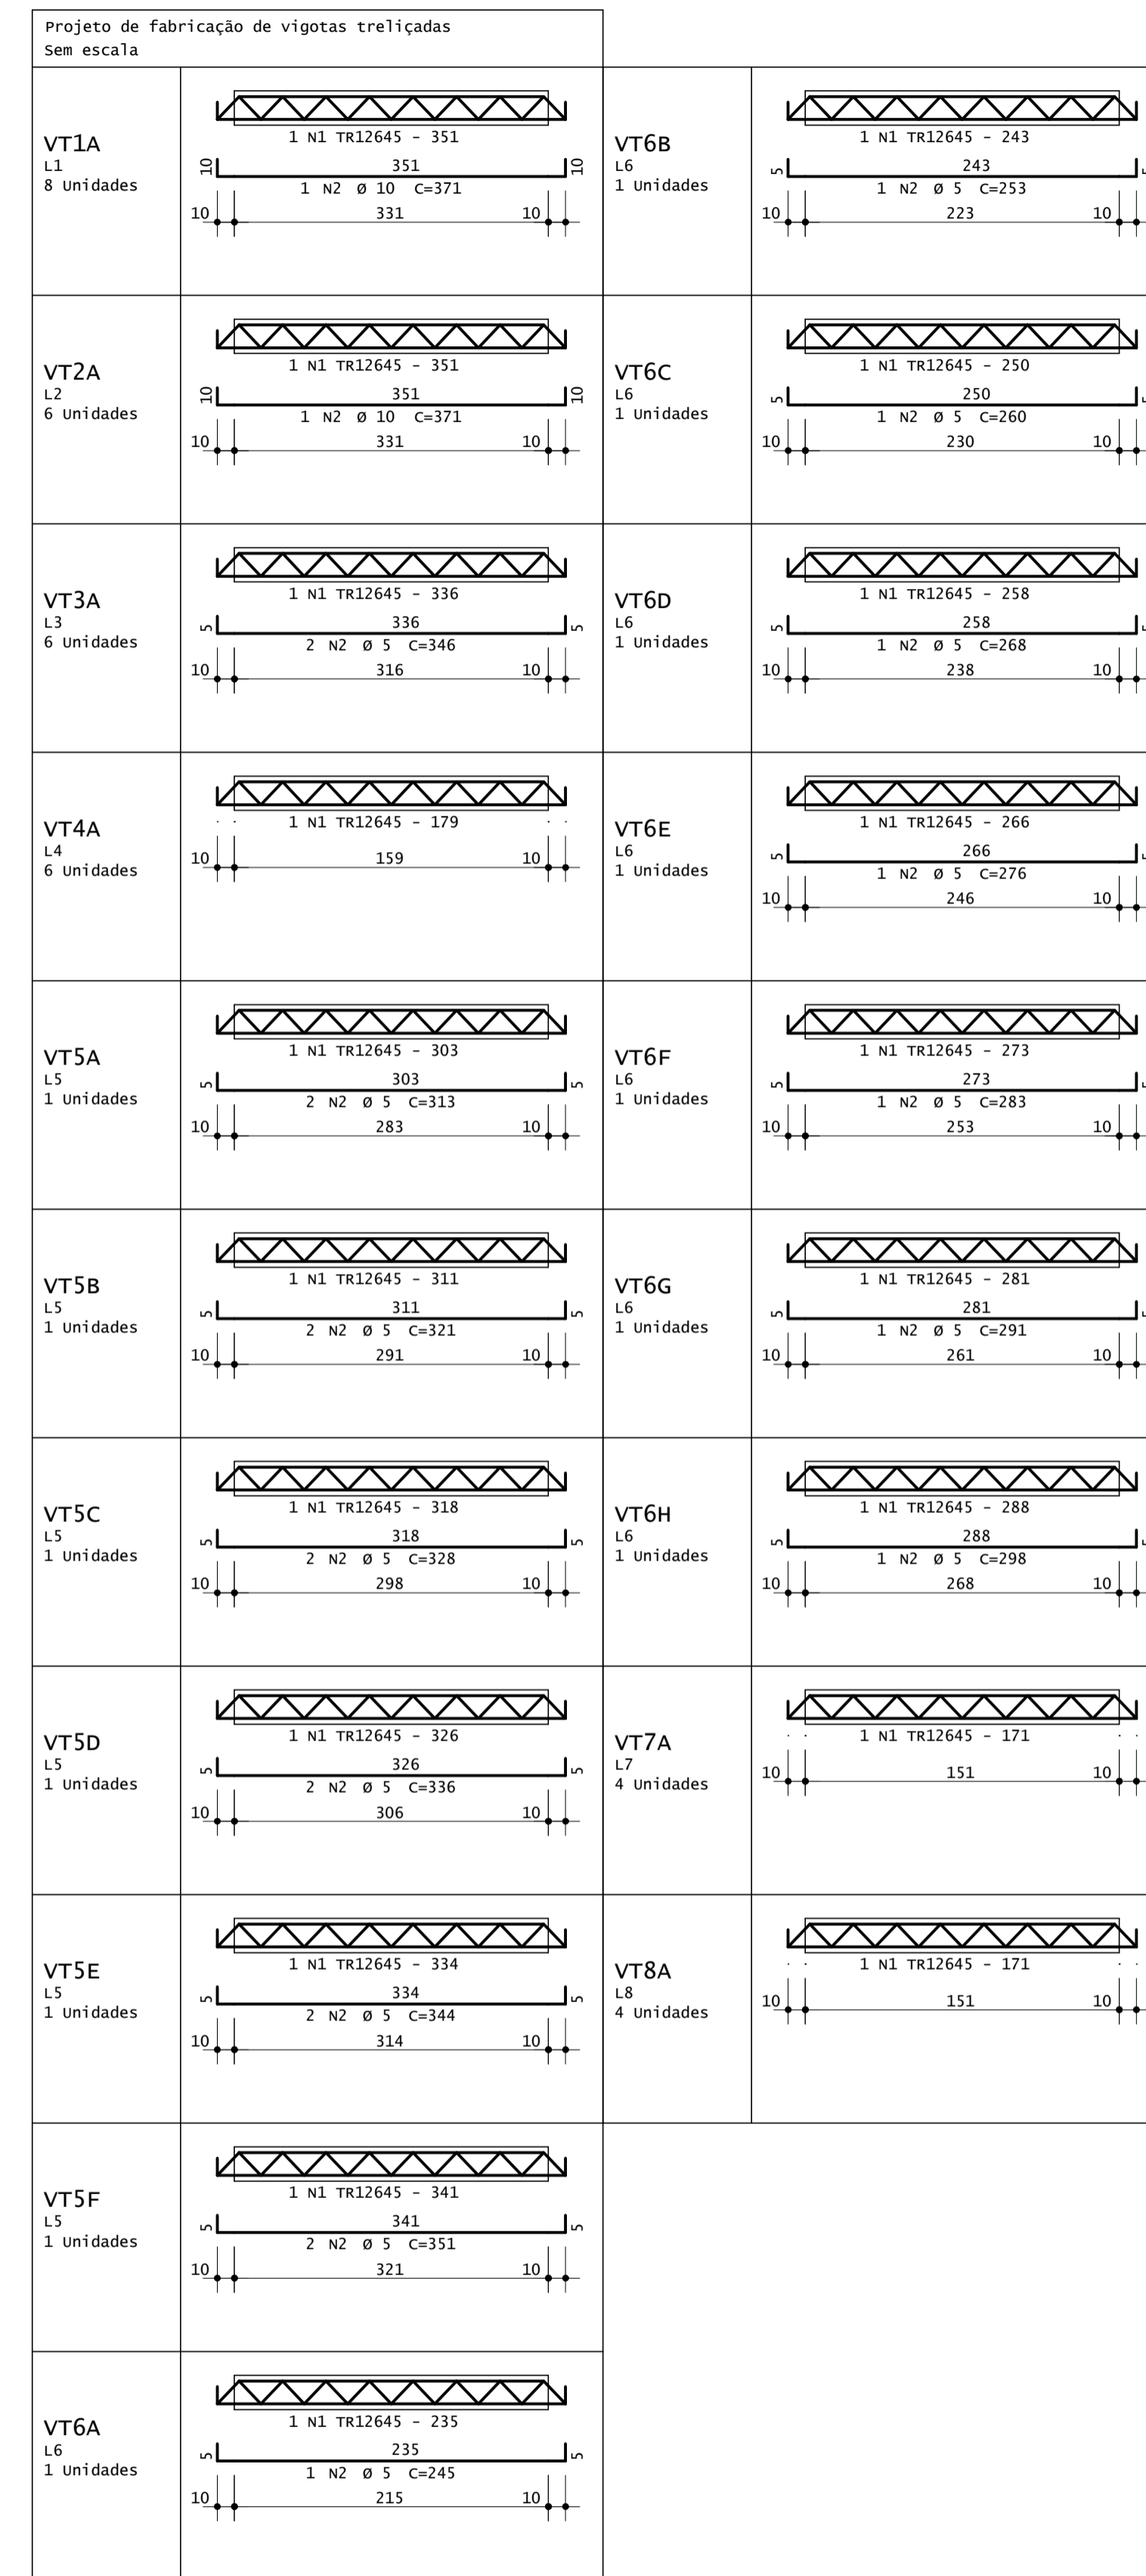 Projeto de fabricação de vigotas treliçadas
Sem escala
VT1A
L1
8 Unidades
1 N1 TR12645 - 351
10 351 10
1 N2 Ø 10 C=371
10 331 10
VT2A
L2
6 Unidades
1 N1 TR12645 - 351
10 351 10
1 N2 Ø 10 C=371
10 331 10
VT3A
L3
6 Unidades
1 N1 TR12645 - 336
5 336 5
2 N2 Ø 5 C=346
10 316 10
VT4A
L4
6 Unidades
1 N1 TR12645 - 179
10 159 10
VT5A
L5
1 Unidades
1 N1 TR12645 - 303
5 303 5
2 N2 Ø 5 C=313
10 283 10
VT5B
L5
1 Unidades
1 N1 TR12645 - 311
5 311 5
2 N2 Ø 5 C=321
10 291 10
VT5C
L5
1 Unidades
1 N1 TR12645 - 318
5 318 5
2 N2 Ø 5 C=328
10 298 10
VT5D
L5
1 Unidades
1 N1 TR12645 - 326
5 326 5
2 N2 Ø 5 C=336
10 306 10
VT5E
L5
1 Unidades
1 N1 TR12645 - 334
5 334 5
2 N2 Ø 5 C=344
10 314 10
VT5F
L5
1 Unidades
1 N1 TR12645 - 341
5 341 5
2 N2 Ø 5 C=351
10 321 10
VT6A
L6
1 Unidades
1 N1 TR12645 - 235
5 235 5
1 N2 Ø 5 C=245
10 215 10
VT6B
L6
1 Unidades
1 N1 TR12645 - 243
5 243
1 N2 Ø 5 C=253
10 223 10
VT6C
L6
1 Unidades
1 N1 TR12645 - 250
5 250
1 N2 Ø 5 C=260
10 230 10
VT6D
L6
1 Unidades
1 N1 TR12645 - 258
5 258
1 N2 Ø 5 C=268
10 238 10
VT6E
L6
1 Unidades
1 N1 TR12645 - 266
5 266
1 N2 Ø 5 C=276
10 246 10
VT6F
L6
1 Unidades
1 N1 TR12645 - 273
5 273
1 N2 Ø 5 C=283
10 253 10
VT6G
L6
1 Unidades
1 N1 TR12645 - 281
5 281
1 N2 Ø 5 C=291
10 261 10
VT6H
L6
1 Unidades
1 N1 TR12645 - 288
5 288
1 N2 Ø 5 C=298
10 268 10
VT7A
L7
4 Unidades
1 N1 TR12645 - 171
10 151 10
VT8A
L8
4 Unidades
1 N1 TR12645 - 171
10 151 10